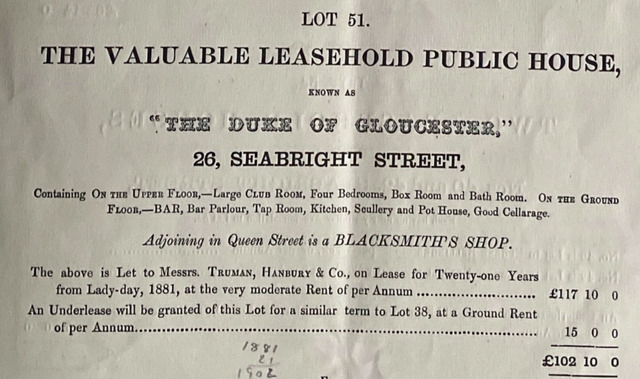 LOT 51.
THE VALUABLE LEASEHOLD PUBLIC HOUSE,
KNOWN AS
"THE DUKE OF GLOUCESTER,"
26, SEABRIGHT STREET,
Containing ON THE UPPER FLOOR,—Large CLUB ROOM, Four Bedrooms, Box Room and Bath Room. ON THE GROUND
FLOOR,—BAR, Bar Parlour, Tap Room, Kitchen, Scullery and Pot House, Good Cellarage.
Adjoining in Queen Street is a BLACKSMITH'S SHOP.
The above is Let to Messrs. TRUMAN, HANBURY & Co., on Lease for Twenty-one Years
from Lady-day, 1881, at the very moderate Rent of per Annum .......................... £117 10 0
An Underlease will be granted of this Lot for a similar term to Lot 38, at a Ground Rent
of per Annum.................................................................................. 15 0 0
1881
21
1902
£102 10 0